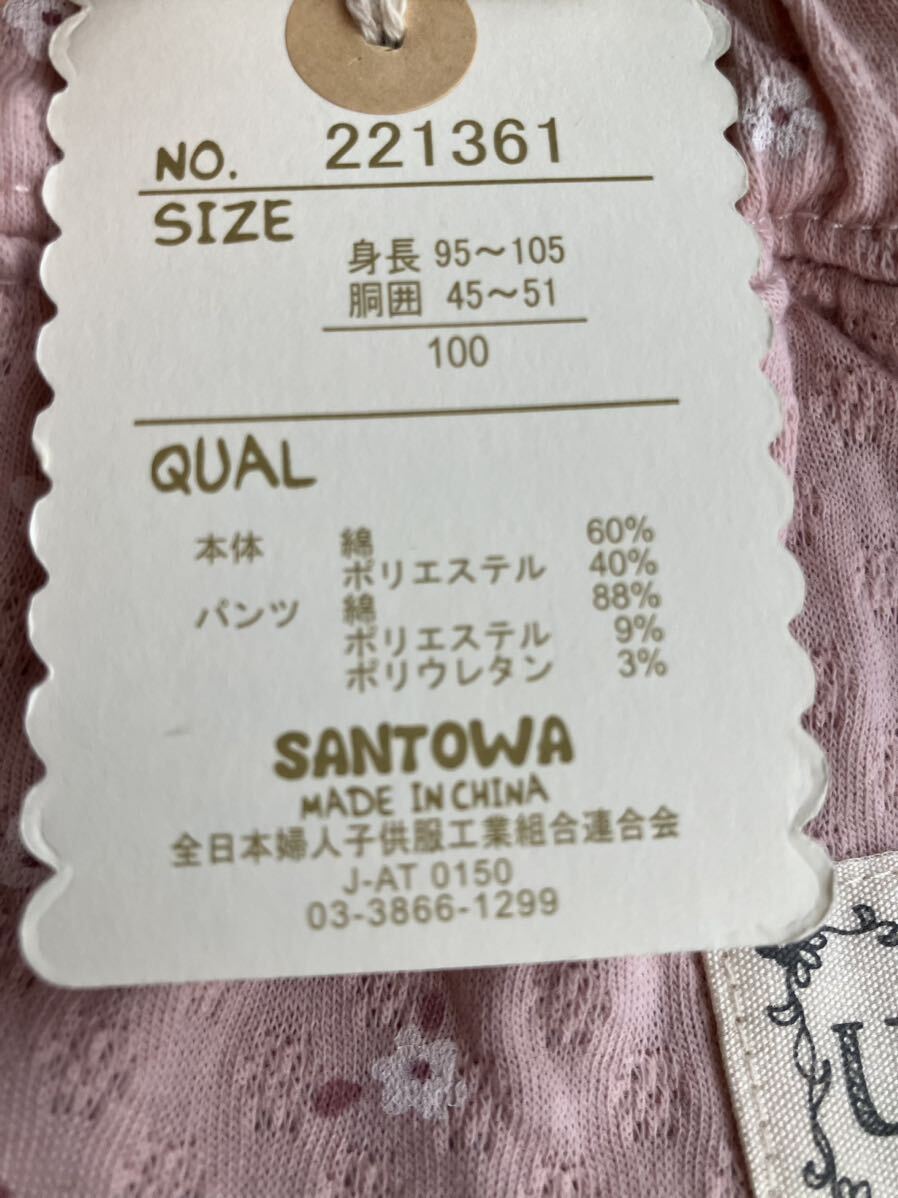 NO. 221361
SIZE
身長 95～105
胴囲 45～51
100
QUAL
本体 綿 60%
ポリエステル 40%
パンツ 綿 88%
ポリエステル 9%
ポリウレタン 3%
SANTOWA
MADE IN CHINA
全日本婦人子供服工業組合連合会
J-AT 0150
03-3866-1299